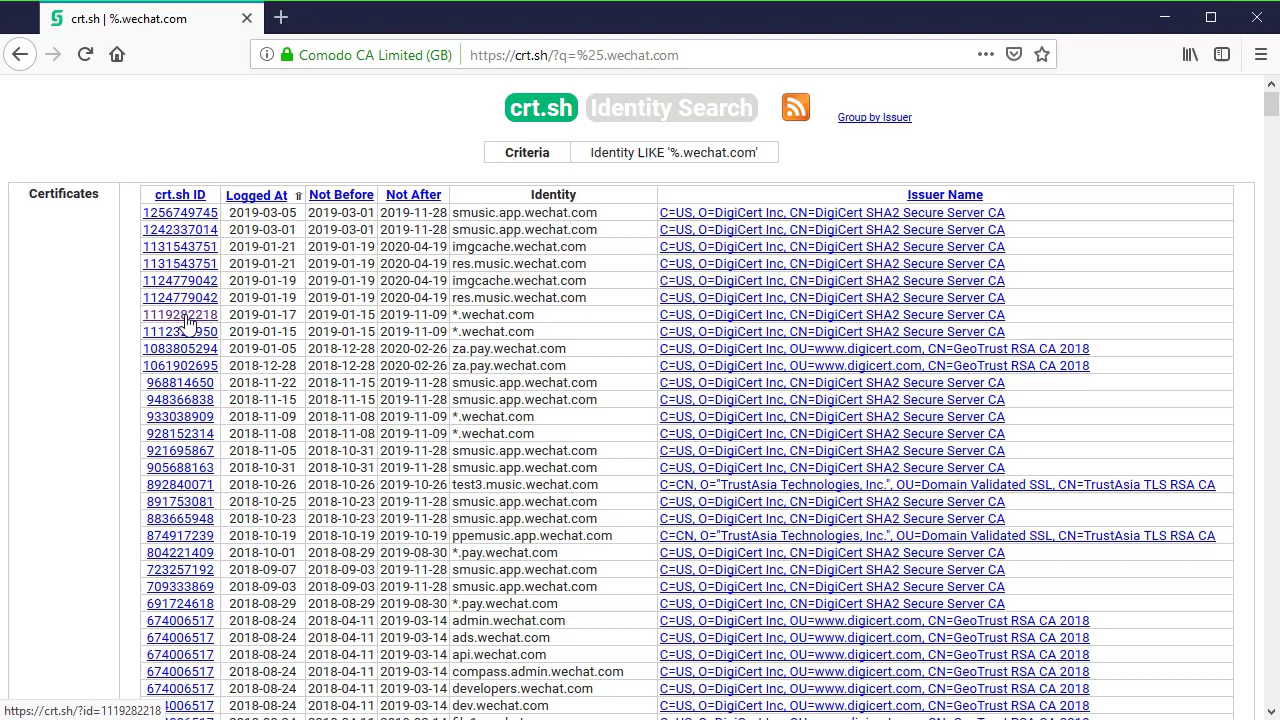 crt.sh | %.wechat.com
Comodo CA Limited (GB) https://crt.sh/?q=%25.wechat.com
crt.sh Identity Search Group by Issuer
Criteria Identity LIKE '%.wechat.com'
Certificates crt.sh ID Logged At Not Before Not After Identity Issuer Name
1256749745 2019-03-05 2019-03-01 2019-11-28 smusic.app.wechat.com C=US, O=DigiCert Inc, CN=DigiCert SHA2 Secure Server CA
1242337014 2019-03-01 2019-03-01 2019-11-28 smusic.app.wechat.com C=US, O=DigiCert Inc, CN=DigiCert SHA2 Secure Server CA
1131543751 2019-01-21 2019-01-19 2020-04-19 imgcache.wechat.com C=US, O=DigiCert Inc, CN=DigiCert SHA2 Secure Server CA
1131543751 2019-01-21 2019-01-19 2020-04-19 res.music.wechat.com C=US, O=DigiCert Inc, CN=DigiCert SHA2 Secure Server CA
1124779042 2019-01-19 2019-01-19 2020-04-19 imgcache.wechat.com C=US, O=DigiCert Inc, CN=DigiCert SHA2 Secure Server CA
1124779042 2019-01-19 2019-01-19 2020-04-19 res.music.wechat.com C=US, O=DigiCert Inc, CN=DigiCert SHA2 Secure Server CA
1119282218 2019-01-17 2019-01-15 2019-11-09 *.wechat.com C=US, O=DigiCert Inc, CN=DigiCert SHA2 Secure Server CA
2019-01-15 2019-01-15 2019-11-09 *.wechat.com C=US, O=DigiCert Inc, CN=DigiCert SHA2 Secure Server CA
1083805294 2019-01-05 2018-12-28 2020-02-26 za.pay.wechat.com C=US, O=DigiCert Inc, OU=www.digicert.com, CN=GeoTrust RSA CA 2018
1061902695 2018-12-28 2018-12-28 2020-02-26 za.pay.wechat.com C=US, O=DigiCert Inc, OU=www.digicert.com, CN=GeoTrust RSA CA 2018
968814650 2018-11-22 2018-11-15 2019-11-28 smusic.app.wechat.com C=US, O=DigiCert Inc, CN=DigiCert SHA2 Secure Server CA
948366838 2018-11-15 2018-11-15 2019-11-28 smusic.app.wechat.com C=US, O=DigiCert Inc, CN=DigiCert SHA2 Secure Server CA
933038909 2018-11-09 2018-11-08 2019-11-09 *.wechat.com C=US, O=DigiCert Inc, CN=DigiCert SHA2 Secure Server CA
928152314 2018-11-08 2018-11-08 2019-11-09 *.wechat.com C=US, O=DigiCert Inc, CN=DigiCert SHA2 Secure Server CA
921695867 2018-11-05 2018-10-31 2019-11-28 smusic.app.wechat.com C=US, O=DigiCert Inc, CN=DigiCert SHA2 Secure Server CA
905688163 2018-10-31 2018-10-31 2019-11-28 smusic.app.wechat.com C=US, O=DigiCert Inc, CN=DigiCert SHA2 Secure Server CA
892840071 2018-10-26 2018-10-26 2019-10-26 test3.music.wechat.com C=CN, O="TrustAsia Technologies, Inc.", OU=Domain Validated SSL, CN=TrustAsia TLS RSA CA
891753081 2018-10-25 2018-10-23 2019-11-28 smusic.app.wechat.com C=US, O=DigiCert Inc, CN=DigiCert SHA2 Secure Server CA
883665948 2018-10-23 2018-10-23 2019-11-28 smusic.app.wechat.com C=US, O=DigiCert Inc, CN=DigiCert SHA2 Secure Server CA
874917239 2018-10-19 2018-10-19 2019-10-19 ppemusic.app.wechat.com C=CN, O="TrustAsia Technologies, Inc.", OU=Domain Validated SSL, CN=TrustAsia TLS RSA CA
804221409 2018-10-01 2018-08-29 2019-08-30 *.pay.wechat.com C=US, O=DigiCert Inc, CN=DigiCert SHA2 Secure Server CA
723257192 2018-09-07 2018-09-03 2019-11-28 smusic.app.wechat.com C=US, O=DigiCert Inc, CN=DigiCert SHA2 Secure Server CA
709333869 2018-09-03 2018-09-03 2019-11-28 smusic.app.wechat.com C=US, O=DigiCert Inc, CN=DigiCert SHA2 Secure Server CA
691724618 2018-08-29 2018-08-29 2019-08-30 *.pay.wechat.com C=US, O=DigiCert Inc, CN=DigiCert SHA2 Secure Server CA
674006517 2018-08-24 2018-04-11 2019-03-14 admin.wechat.com C=US, O=DigiCert Inc, OU=www.digicert.com, CN=GeoTrust RSA CA 2018
674006517 2018-08-24 2018-04-11 2019-03-14 ads.wechat.com C=US, O=DigiCert Inc, OU=www.digicert.com, CN=GeoTrust RSA CA 2018
674006517 2018-08-24 2018-04-11 2019-03-14 api.wechat.com C=US, O=DigiCert Inc, OU=www.digicert.com, CN=GeoTrust RSA CA 2018
674006517 2018-08-24 2018-04-11 2019-03-14 compass.admin.wechat.com C=US, O=DigiCert Inc, OU=www.digicert.com, CN=GeoTrust RSA CA 2018
674006517 2018-08-24 2018-04-11 2019-03-14 developers.wechat.com C=US, O=DigiCert Inc, OU=www.digicert.com, CN=GeoTrust RSA CA 2018
4006517 2018-08-24 2018-04-11 2019-03-14 dev.wechat.com C=US, O=DigiCert Inc, OU=www.digicert.com, CN=GeoTrust RSA CA 2018
https://crt.sh/?id=1119282218